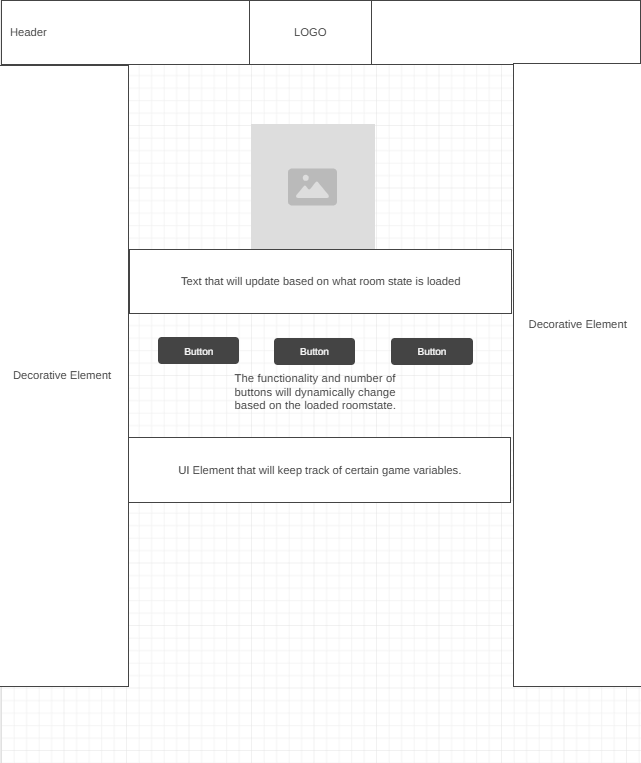 Header
LOGO
Text that will update based on what room state is loaded
Decorative Element
Decorative Element
Button
Button
Button
The functionality and number of
buttons will dynamically change
based on the loaded roomstate.
UI Element that will keep track of certain game variables.